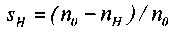 s_H = (n_0 − n_H) / n_0